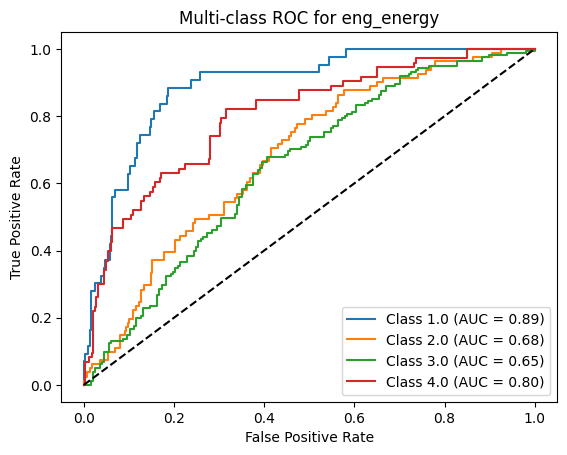 Multi-class ROC for eng_energy
True Positive Rate
1.0
0.8
0.6
0.4
0.2
0.0
Class 1.0 (AUC = 0.89)
Class 2.0 (AUC = 0.68)
Class 3.0 (AUC = 0.65)
Class 4.0 (AUC = 0.80)
0.0 0.2 0.4 0.6 0.8 1.0
False Positive Rate